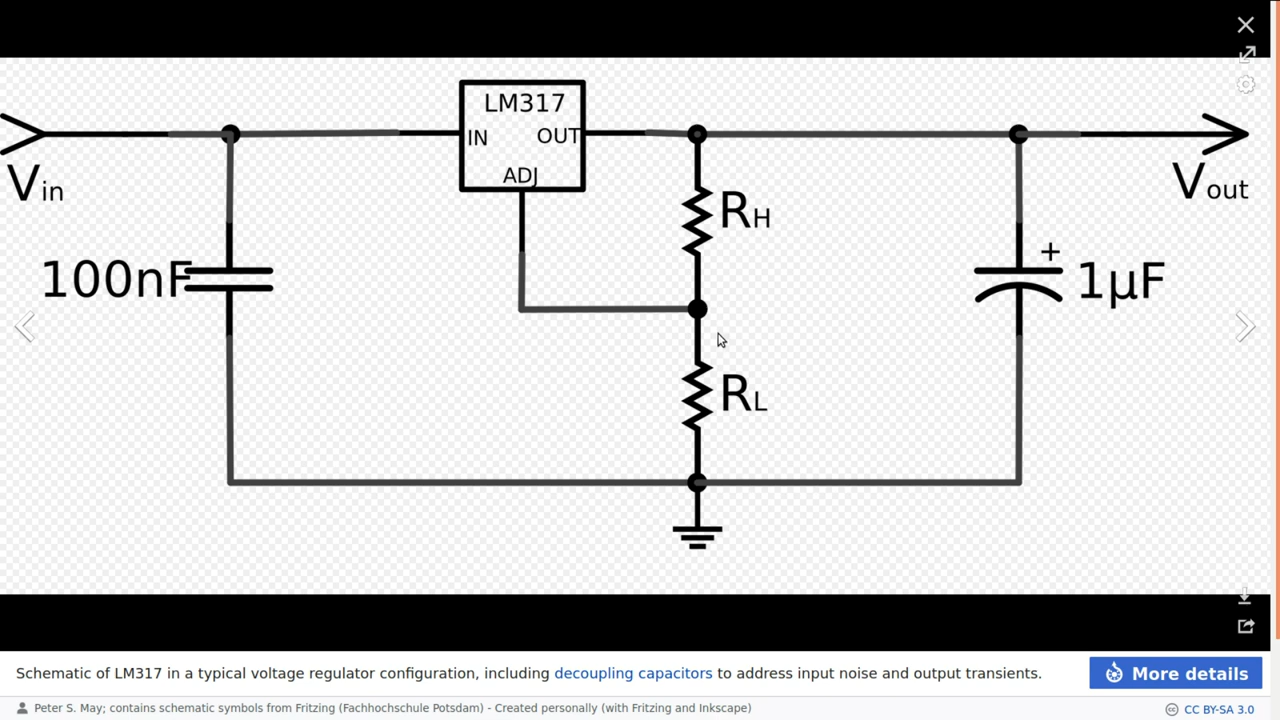 LM317
IN OUT
ADJ
Vin
Vout
RH
100nF
+
1µF
RL
Schematic of LM317 in a typical voltage regulator configuration, including decoupling capacitors to address input noise and output transients.
More details
Peter S. May; contains schematic symbols from Fritzing (Fachhochschule Potsdam) - Created personally (with Fritzing and Inkscape)
CC BY-SA 3.0